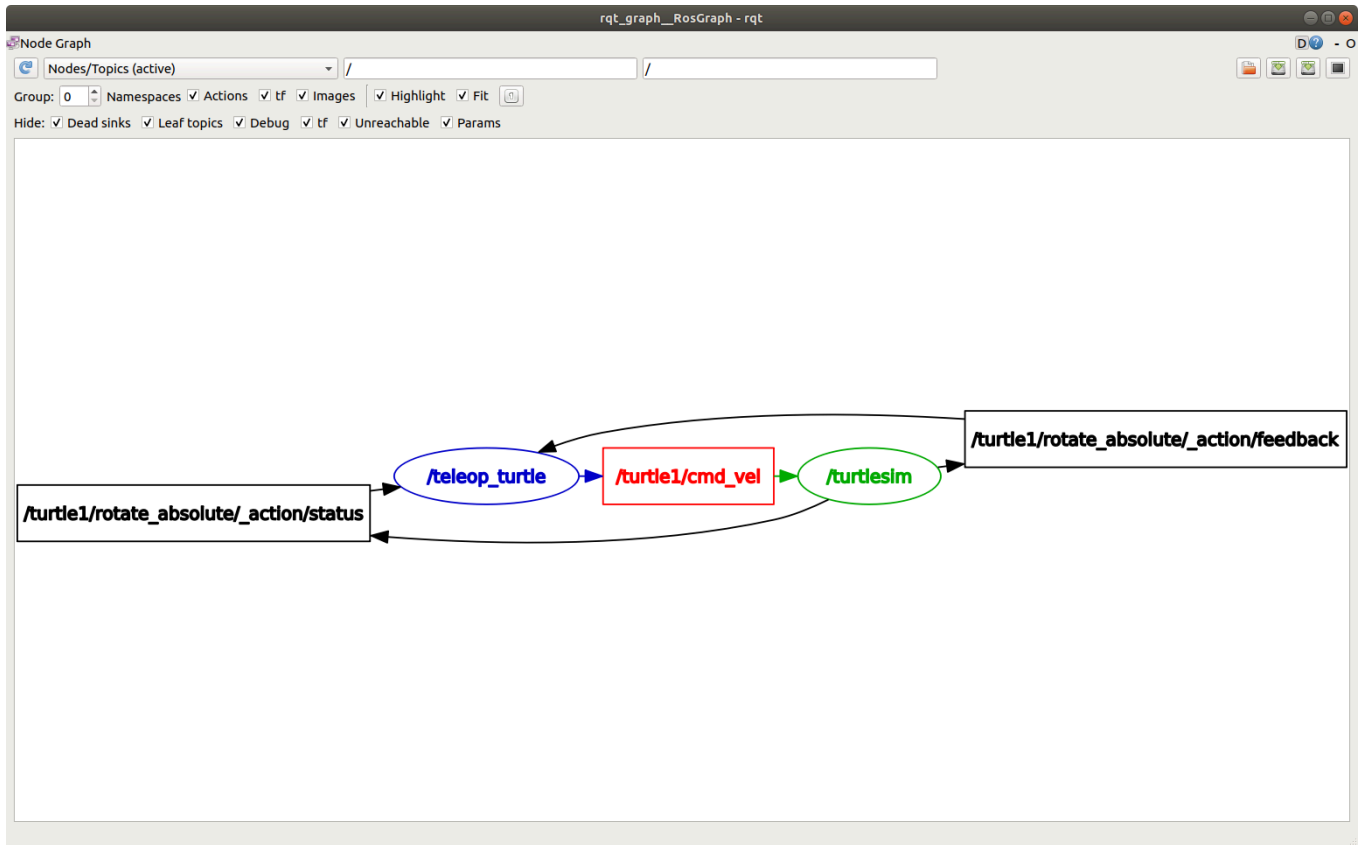 rqt_graph__RosGraph - rqt
Node Graph
D - O
Nodes/Topics (active) / /
Group: 0 Namespaces Actions tf Images Highlight Fit
Hide: Dead sinks Leaf topics Debug tf Unreachable Params
/turtle1/rotate_absolute/_action/feedback
/teleop_turtle /turtle1/cmd_vel /turtlesim
/turtle1/rotate_absolute/_action/status